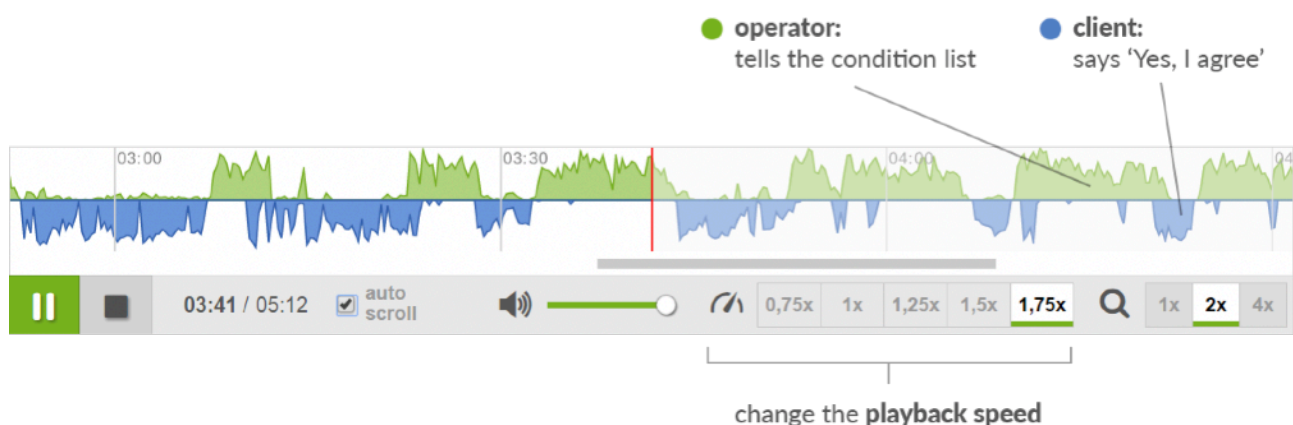 operator:
tells the condition list
client:
says ‘Yes, I agree’
03:00
03:30
04:00
04
03:41 / 05:12
auto
scroll
0,75x 1x 1,25x 1,5x 1,75x
1x 2x 4x
change the playback speed